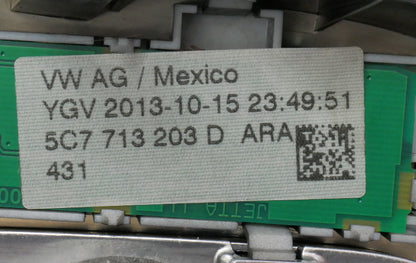 VW AG / Mexico
YGV 2013-10-15 23:49:51
5C7 713 203 D ARA
431
JETTA